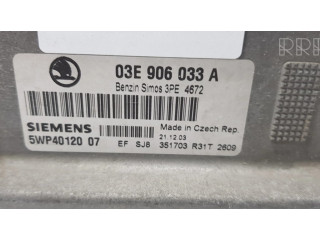 03E 906 033 A
Benzin Simos 3PE 4672
SIEMENS
5WP40120 07
Made in Czech Rep.
21.12.03
EF SJ8 351703 R31T 2609
RRR